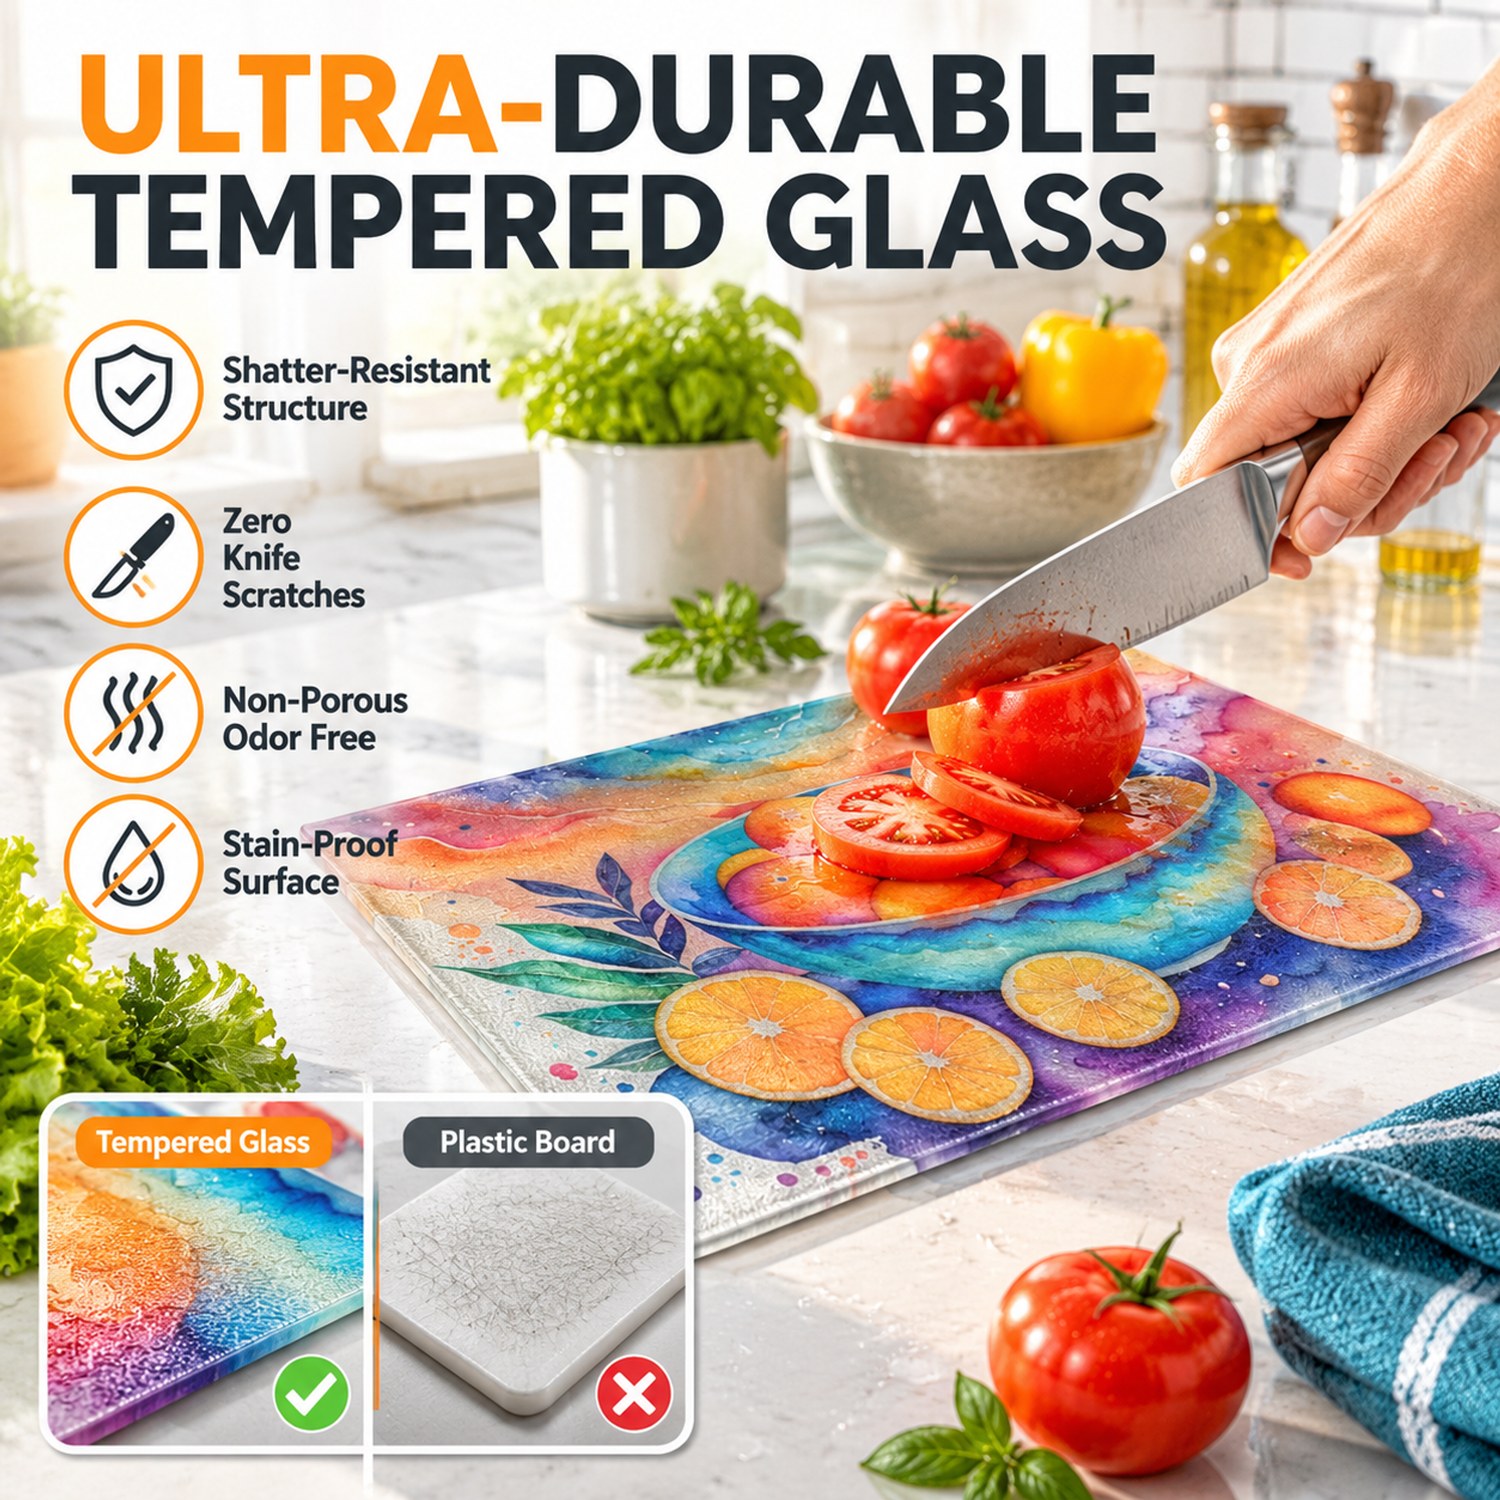 ULTRA-DURABLE
TEMPERED GLASS
Shatter-Resistant
Structure
Zero
Knife
Scratches
Non-Porous
Odor Free
Stain-Proof
Surface
Tempered Glass
Plastic Board